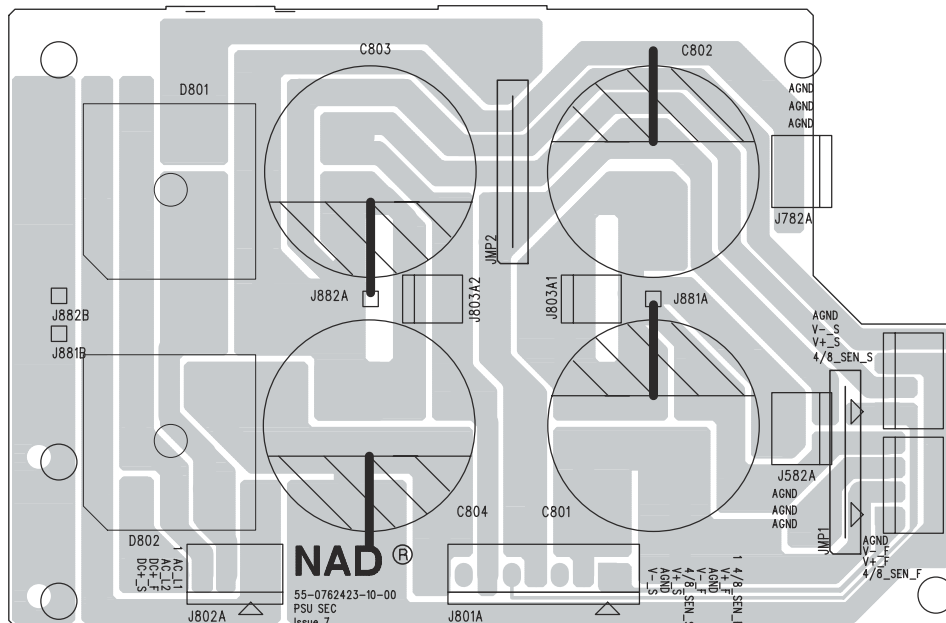 C803
C802
D801
AGND
AGND
AGND
J782A
JMP2
J882A
J803A2
J803A1
J881A
J882B
J881B
AGND
V-_S
V+_S
4/8_SEN_S
J582A
AGND
AGND
AGND
JMP1
AGND
V-_F
V+_F
4/8_SEN_F
C804
C801
D802
1 AC_L1
AC_L2
DC+_F
DC+_S
NAD ®
55-0762423-10-00
PSU SEC
Issue 7
J802A
J801A
1 4/8_SEN_F
V+_F
AGND
V-_F
4/8_SEN_S
V+_S
AGND
V-_S